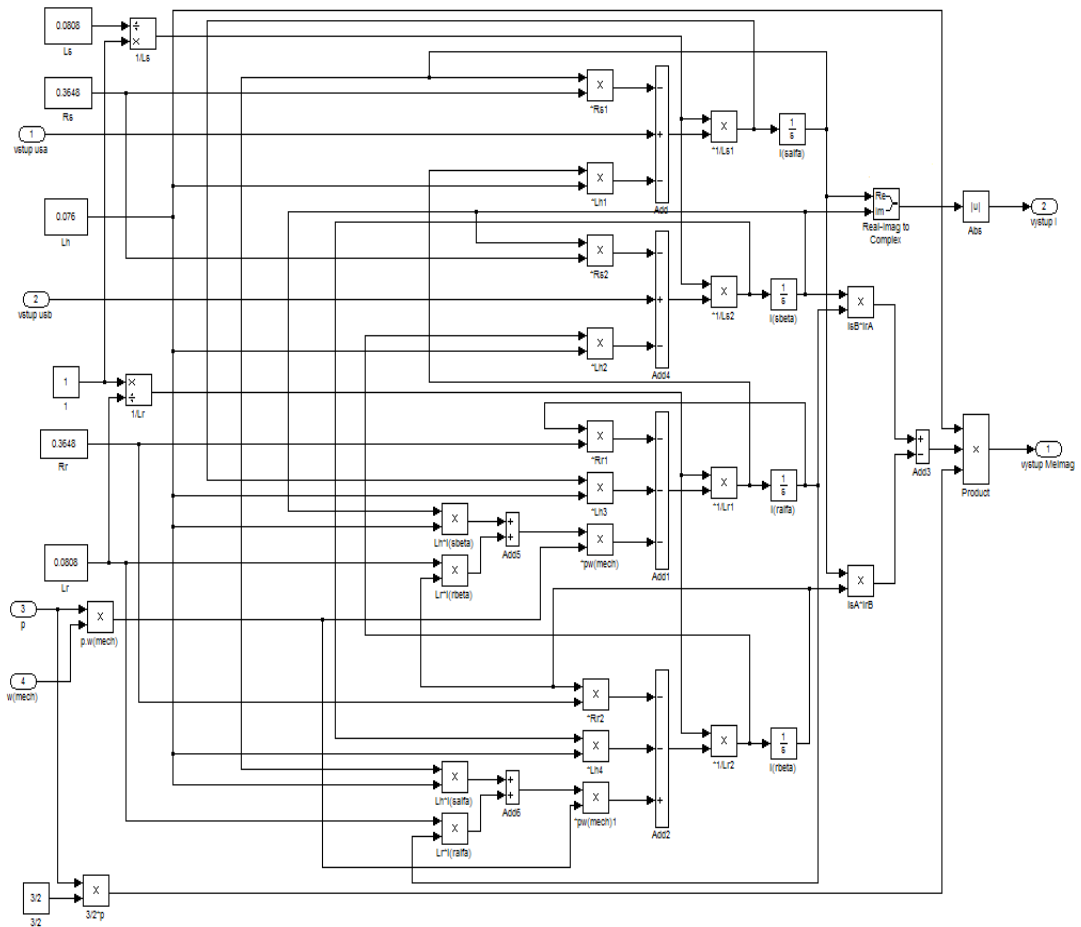 0.0808
Ls
÷
×
1/Ls
0.3648
Rs
1
vstup usa
0.076
Lh
2
vstup usb
1
1
×
÷
1/Lr
0.3648
Rr
0.0808
Lr
3
p
×
p.w(mech)
4
w(mech)
3/2
3/2
×
3/2*p
×
*Rs1
×
*Lh1
−
+
−
Add
×
*1/Ls1
1/s
I(salfa)
Re
Im
Real-Imag to
Complex
|u|
Abs
2
vystup I
×
*Rs2
×
*Lh2
−
+
−
Add4
×
*1/Ls2
1/s
I(sbeta)
×
IsB*IrA
×
*Rr1
×
*Lh3
×
Lh*I(sbeta)
×
Lr*I(rbeta)
+
+
Add5
×
*pw(mech)
−
−
−
Add1
×
*1/Lr1
1/s
I(ralfa)
+
−
Add3
×
Product
1
vystup MeImag
×
IsA*IrB
×
*Rr2
×
*Lh4
×
Lh*I(salfa)
×
Lr*I(ralfa)
+
+
Add6
×
*pw(mech)1
−
−
+
Add2
×
*1/Lr2
1/s
I(rbeta)